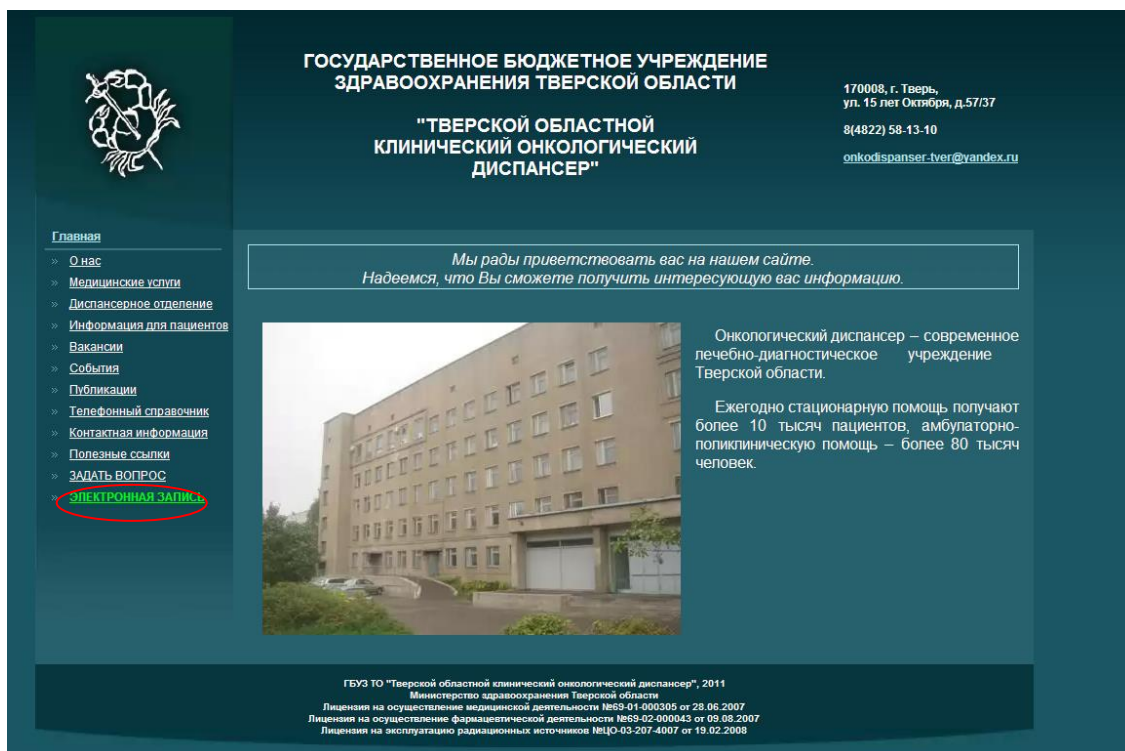 ГОСУДАРСТВЕННОЕ БЮДЖЕТНОЕ УЧРЕЖДЕНИЕ
ЗДРАВООХРАНЕНИЯ ТВЕРСКОЙ ОБЛАСТИ
"ТВЕРСКОЙ ОБЛАСТНОЙ
КЛИНИЧЕСКИЙ ОНКОЛОГИЧЕСКИЙ
ДИСПАНСЕР"
170008, г. Тверь,
ул. 15 лет Октября, д.57/37
8(4822) 58-13-10
onkodispanser-tver@yandex.ru
Главная
» О нас
» Медицинские услуги
» Диспансерное отделение
» Информация для пациентов
» Вакансии
» События
» Публикации
» Телефонный справочник
» Контактная информация
» Полезные ссылки
» ЗАДАТЬ ВОПРОС
» ЭЛЕКТРОННАЯ ЗАПИСЬ
Мы рады приветствовать вас на нашем сайте.
Надеемся, что Вы сможете получить интересующую вас информацию.
Онкологический диспансер – современное
лечебно-диагностическое учреждение
Тверской области.
Ежегодно стационарную помощь получают
более 10 тысяч пациентов, амбулаторно-
поликлиническую помощь – более 80 тысяч
человек.
ГБУЗ ТО "Тверской областной клинический онкологический диспансер", 2011
Министерство здравоохранения Тверской области
Лицензия на осуществление медицинской деятельности №69-01-000305 от 28.06.2007
Лицензия на осуществление фармацевтической деятельности №69-02-000043 от 09.08.2007
Лицензия на эксплуатацию радиационных источников №ЦО-03-207-4007 от 19.02.2008